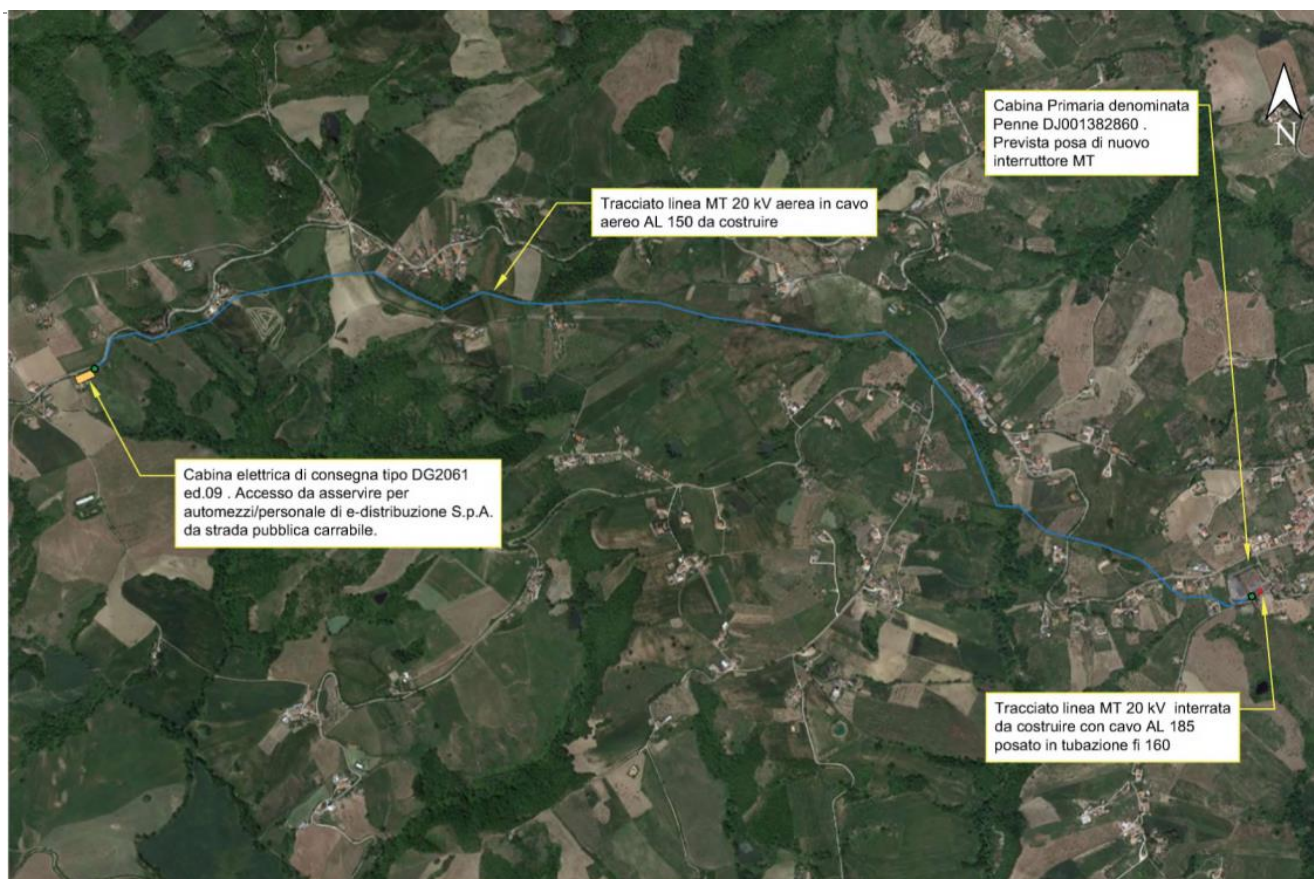 Cabina Primaria denominata
Penne DJ001382860 .
Prevista posa di nuovo
interruttore MT
N
Tracciato linea MT 20 kV aerea in cavo
aereo AL 150 da costruire
Cabina elettrica di consegna tipo DG2061
ed.09 . Accesso da asservire per
automezzi/personale di e-distribuzione S.p.A.
da strada pubblica carrabile.
Tracciato linea MT 20 kV interrata
da costruire con cavo AL 185
posato in tubazione fi 160